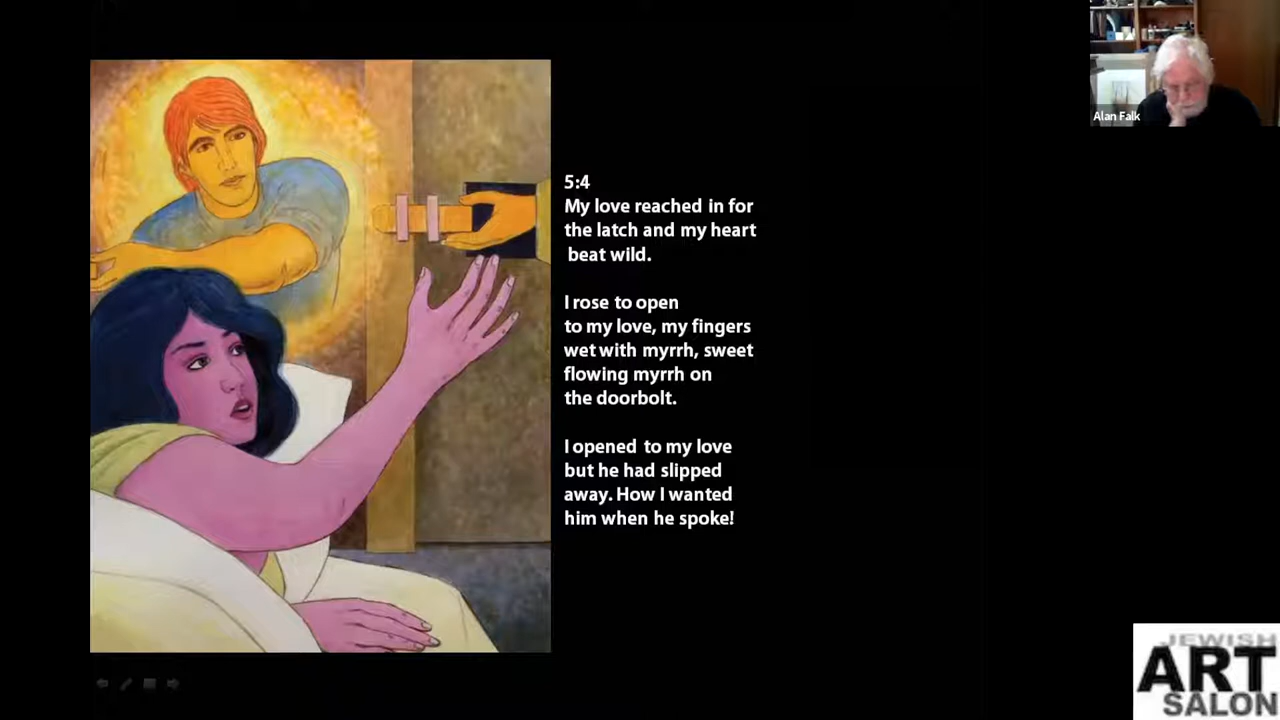 Alan Falk
5:4
My love reached in for
the latch and my heart
beat wild.
I rose to open
to my love, my fingers
wet with myrrh, sweet
flowing myrrh on
the doorbolt.
I opened to my love
but he had slipped
away. How I wanted
him when he spoke!
JEWISH
ART
SALON